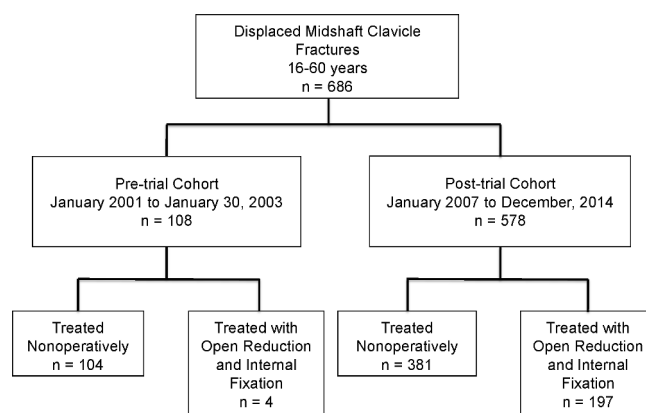 Displaced Midshaft Clavicle
Fractures
16-60 years
n = 686
Pre-trial Cohort
January 2001 to January 30, 2003
n = 108
Post-trial Cohort
January 2007 to December, 2014
n = 578
Treated
Nonoperatively
n = 104
Treated with
Open Reduction
and Internal
Fixation
n = 4
Treated
Nonoperatively
n = 381
Treated with
Open Reduction
and Internal
Fixation
n = 197